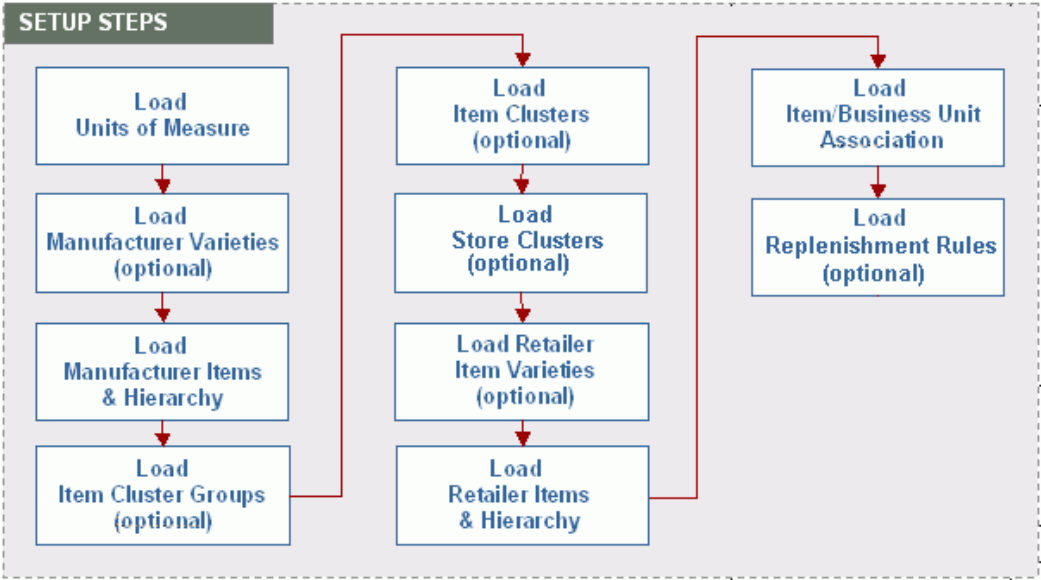 SETUP STEPS
Load
Units of Measure
Load
Manufacturer Varieties
(optional)
Load
Manufacturer Items
& Hierarchy
Load
Item Cluster Groups
(optional)
Load
Item Clusters
(optional)
Load
Store Clusters
(optional)
Load Retailer
Item Varieties
(optional)
Load
Retailer Items
& Hierarchy
Load
Item/Business Unit
Association
Load
Replenishment Rules
(optional)